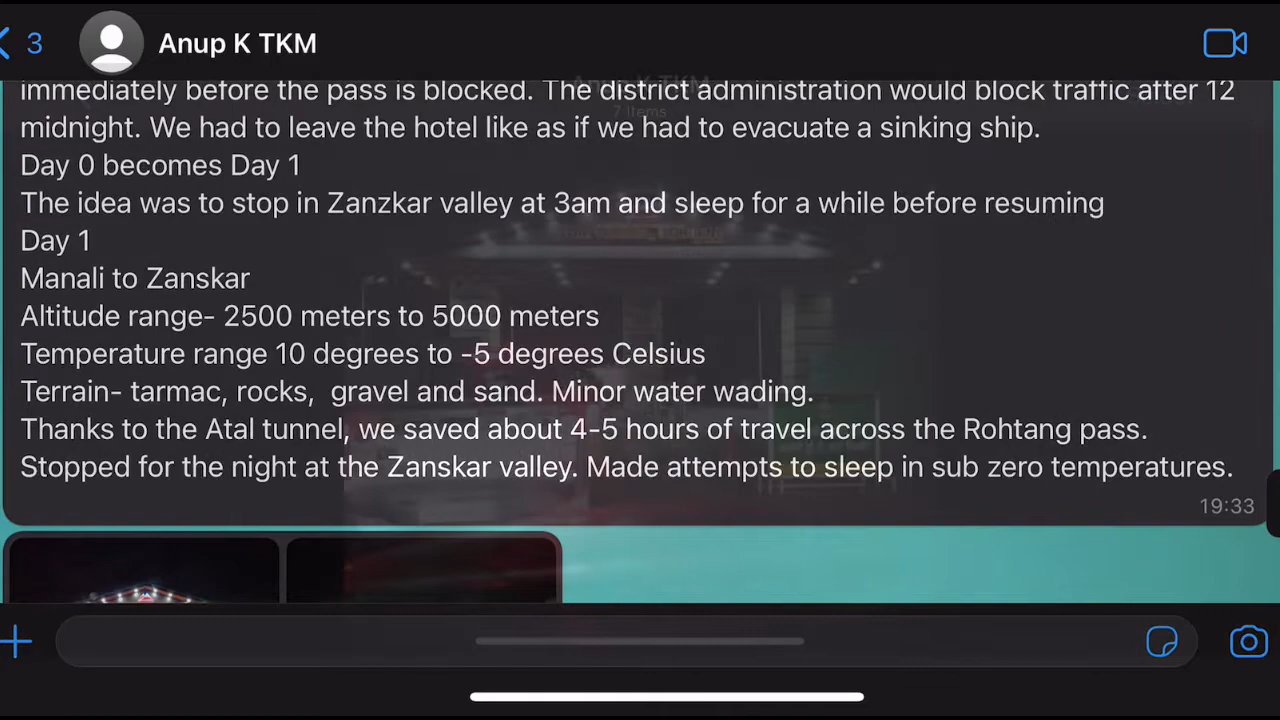 3
Anup K TKM
immediately before the pass is blocked. The district administration would block traffic after 12
midnight. We had to leave the hotel like as if we had to evacuate a sinking ship.
Day 0 becomes Day 1
The idea was to stop in Zanzkar valley at 3am and sleep for a while before resuming
Day 1
Manali to Zanskar
Altitude range- 2500 meters to 5000 meters
Temperature range 10 degrees to -5 degrees Celsius
Terrain- tarmac, rocks,  gravel and sand. Minor water wading.
Thanks to the Atal tunnel, we saved about 4-5 hours of travel across the Rohtang pass.
Stopped for the night at the Zanskar valley. Made attempts to sleep in sub zero temperatures.
19:33
Anup K TKM
7 Items